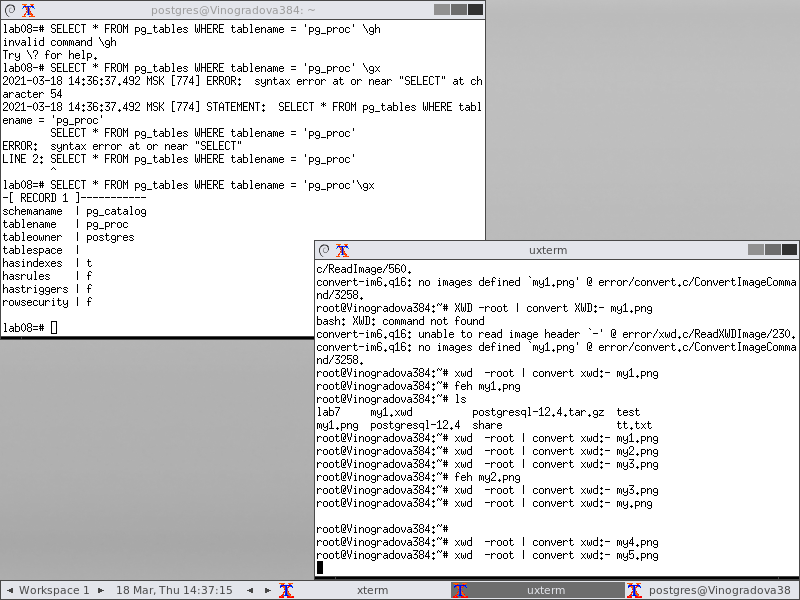 postgres@Vinogradova384: ~
lab08=# SELECT * FROM pg_tables WHERE tablename = 'pg_proc' \gh
invalid command \gh
Try \? for help.
lab08-# SELECT * FROM pg_tables WHERE tablename = 'pg_proc' \gx
2021-03-18 14:36:37.492 MSK [774] ERROR:  syntax error at or near "SELECT" at ch
aracter 54
2021-03-18 14:36:37.492 MSK [774] STATEMENT:  SELECT * FROM pg_tables WHERE tabl
ename = 'pg_proc'
SELECT * FROM pg_tables WHERE tablename = 'pg_proc'
ERROR:  syntax error at or near "SELECT"
LINE 2: SELECT * FROM pg_tables WHERE tablename = 'pg_proc'
^
lab08=# SELECT * FROM pg_tables WHERE tablename = 'pg_proc'\gx
-[ RECORD 1 ]-----------
schemaname  | pg_catalog
tablename   | pg_proc
tableowner  | postgres
tablespace  |
hasindexes  | t
hasrules    | f
hastriggers | f
rowsecurity | f
lab08=#
uxterm
c/ReadImage/560.
convert-im6.q16: no images defined `my1.png' @ error/convert.c/ConvertImageComma
nd/3258.
root@Vinogradova384:~# XWD -root | convert XWD:- my1.png
bash: XWD: command not found
convert-im6.q16: unable to read image header `-' @ error/xwd.c/ReadXWDImage/230.
convert-im6.q16: no images defined `my1.png' @ error/convert.c/ConvertImageComma
nd/3258.
root@Vinogradova384:~# xwd  -root | convert xwd:- my1.png
root@Vinogradova384:~# feh my1.png
root@Vinogradova384:~# ls
lab7     my1.xwd          postgresql-12.4.tar.gz  test
my1.png  postgresql-12.4  share                   tt.txt
root@Vinogradova384:~# xwd  -root | convert xwd:- my1.png
root@Vinogradova384:~# xwd  -root | convert xwd:- my2.png
root@Vinogradova384:~# xwd  -root | convert xwd:- my3.png
root@Vinogradova384:~# feh my2.png
root@Vinogradova384:~# xwd  -root | convert xwd:- my3.png
root@Vinogradova384:~# xwd  -root | convert xwd:- my.png
root@Vinogradova384:~#
root@Vinogradova384:~# xwd  -root | convert xwd:- my4.png
root@Vinogradova384:~# xwd  -root | convert xwd:- my5.png
Workspace 1 18 Mar, Thu 14:37:15 xterm uxterm postgres@Vinogradova38